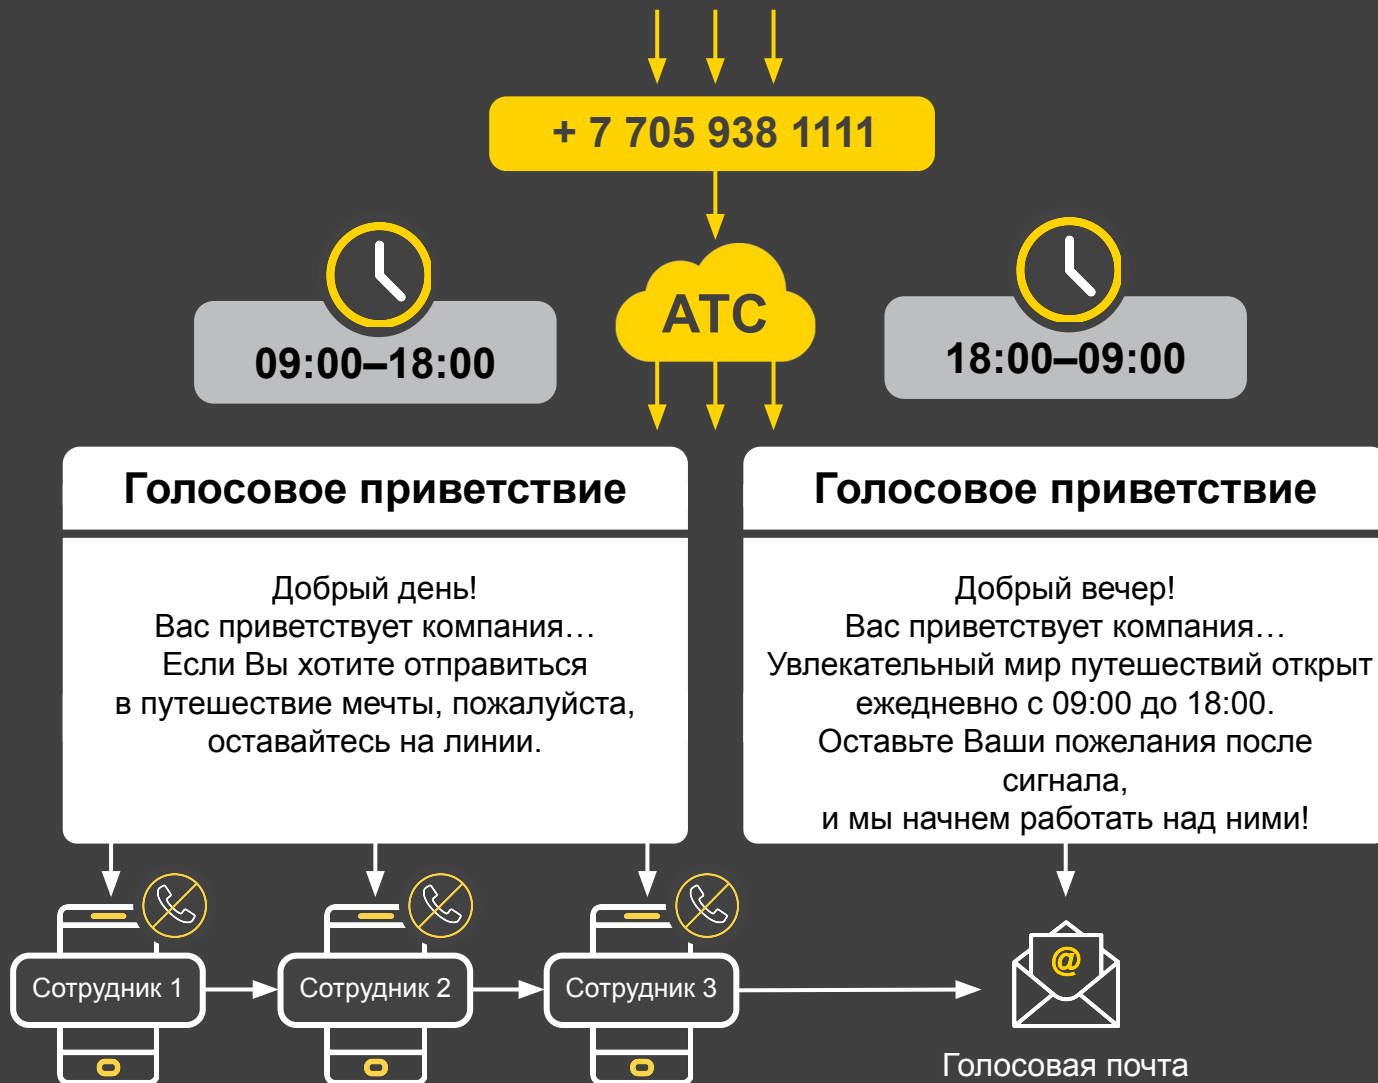 + 7 705 938 1111
АТС
09:00–18:00
18:00–09:00
Голосовое приветствие
Добрый день!
Вас приветствует компания…
Если Вы хотите отправиться
в путешествие мечты, пожалуйста,
оставайтесь на линии.
Голосовое приветствие
Добрый вечер!
Вас приветствует компания…
Увлекательный мир путешествий открыт
ежедневно с 09:00 до 18:00.
Оставьте Ваши пожелания после
сигнала,
и мы начнем работать над ними!
Сотрудник 1
Сотрудник 2
Сотрудник 3
@
Голосовая почта